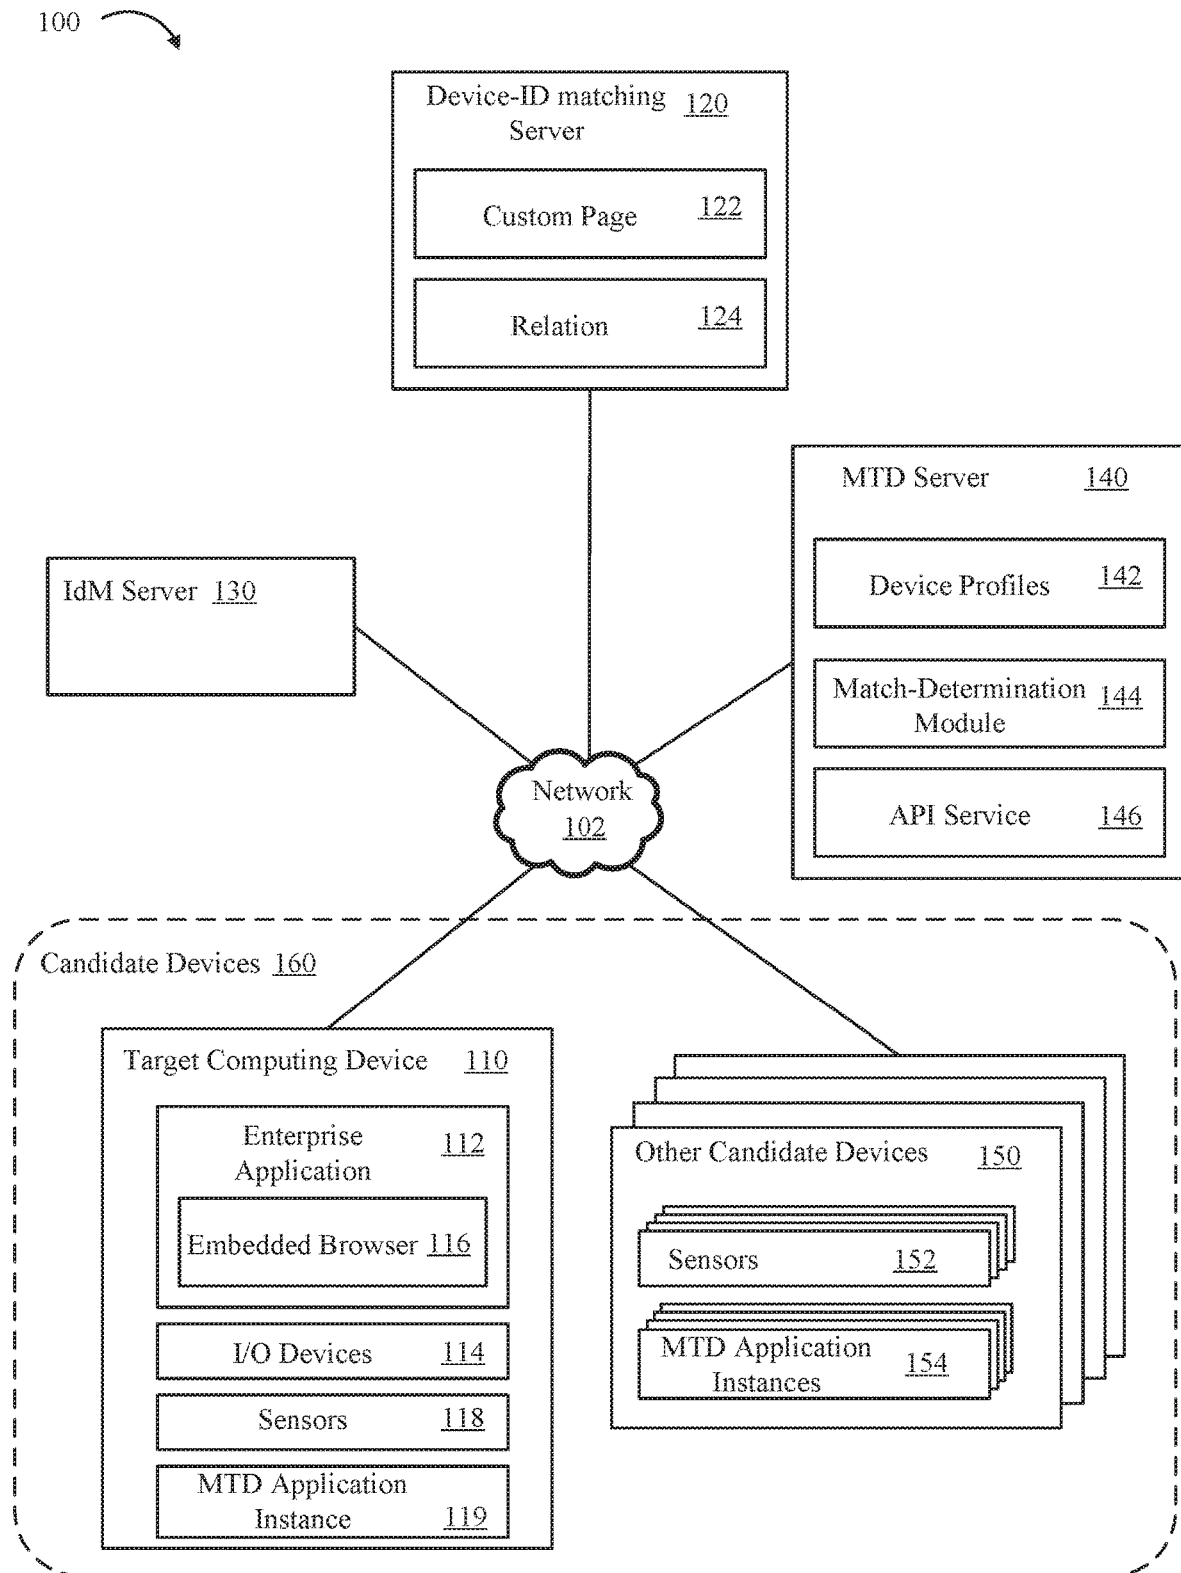 100
Device-ID matching 120
Server
Custom Page 122
Relation 124
MTD Server 140
Device Profiles 142
Match-Determination 144
Module
API Service 146
IdM Server 130
Network
102
Candidate Devices 160
Target Computing Device 110
Enterprise 112
Application
Embedded Browser 116
I/O Devices 114
Sensors 118
MTD Application
Instance 119
Other Candidate Devices 150
Sensors 152
MTD Application 154
Instances